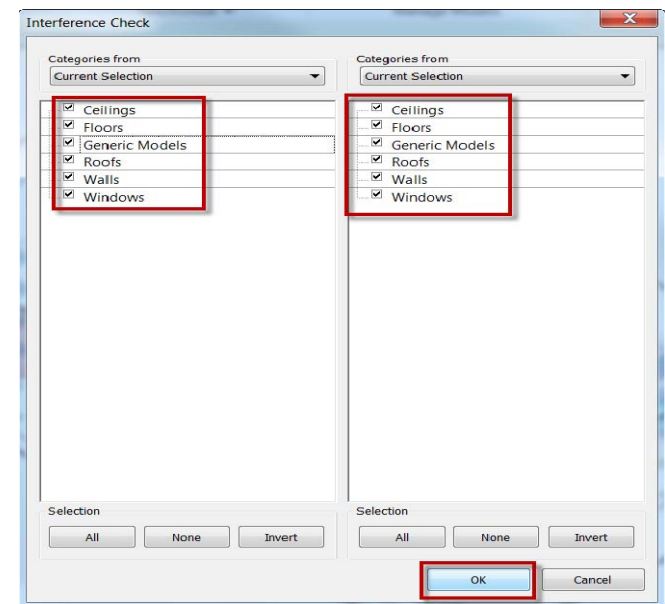 Interference Check
Categories from
Current Selection
Ceilings
Floors
Generic Models
Roofs
Walls
Windows
Selection
All None Invert
Categories from
Current Selection
Ceilings
Floors
Generic Models
Roofs
Walls
Windows
Selection
All None Invert
OK Cancel